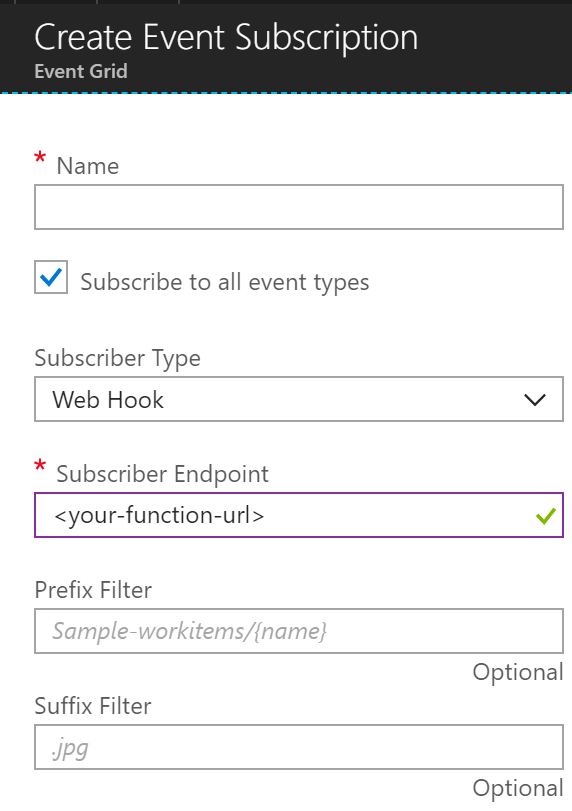 Create Event Subscription
Event Grid
* Name
Subscribe to all event types
Subscriber Type
Web Hook
* Subscriber Endpoint
<your-function-url>
Prefix Filter
Sample-workitems/{name}
Optional
Suffix Filter
.jpg
Optional